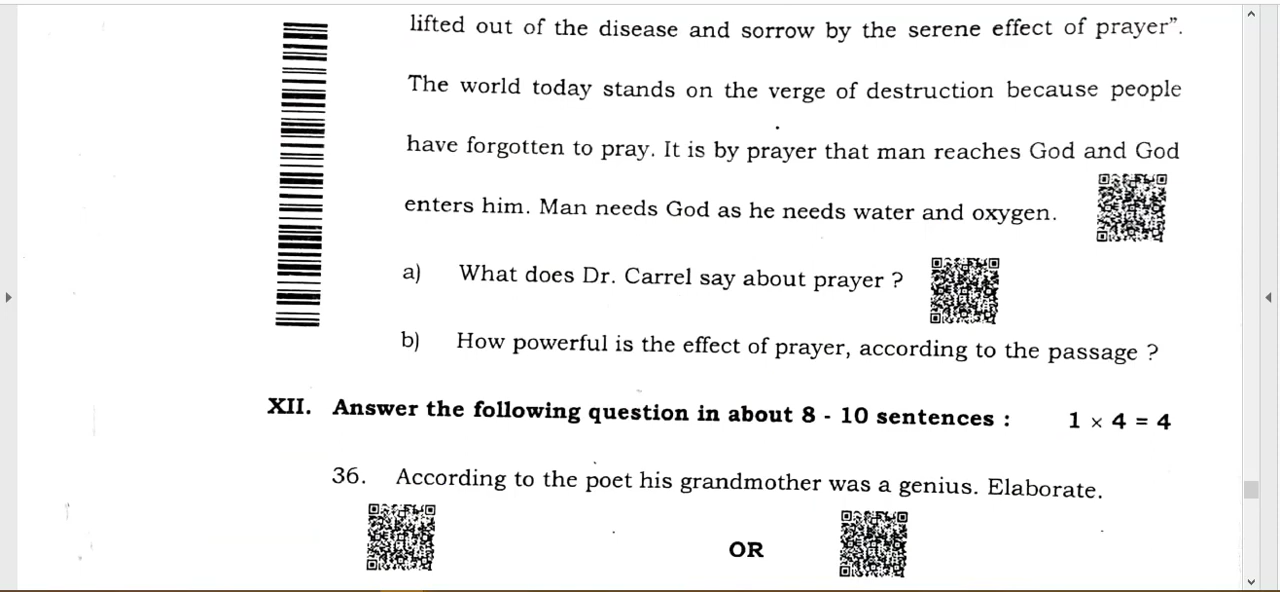 lifted out of the disease and sorrow by the serene effect of prayer”.
The world today stands on the verge of destruction because people
have forgotten to pray. It is by prayer that man reaches God and God
enters him. Man needs God as he needs water and oxygen.
a) What does Dr. Carrel say about prayer ?
b) How powerful is the effect of prayer, according to the passage ?
XII. Answer the following question in about 8 - 10 sentences : 1 × 4 = 4
36. According to the poet his grandmother was a genius. Elaborate.
OR